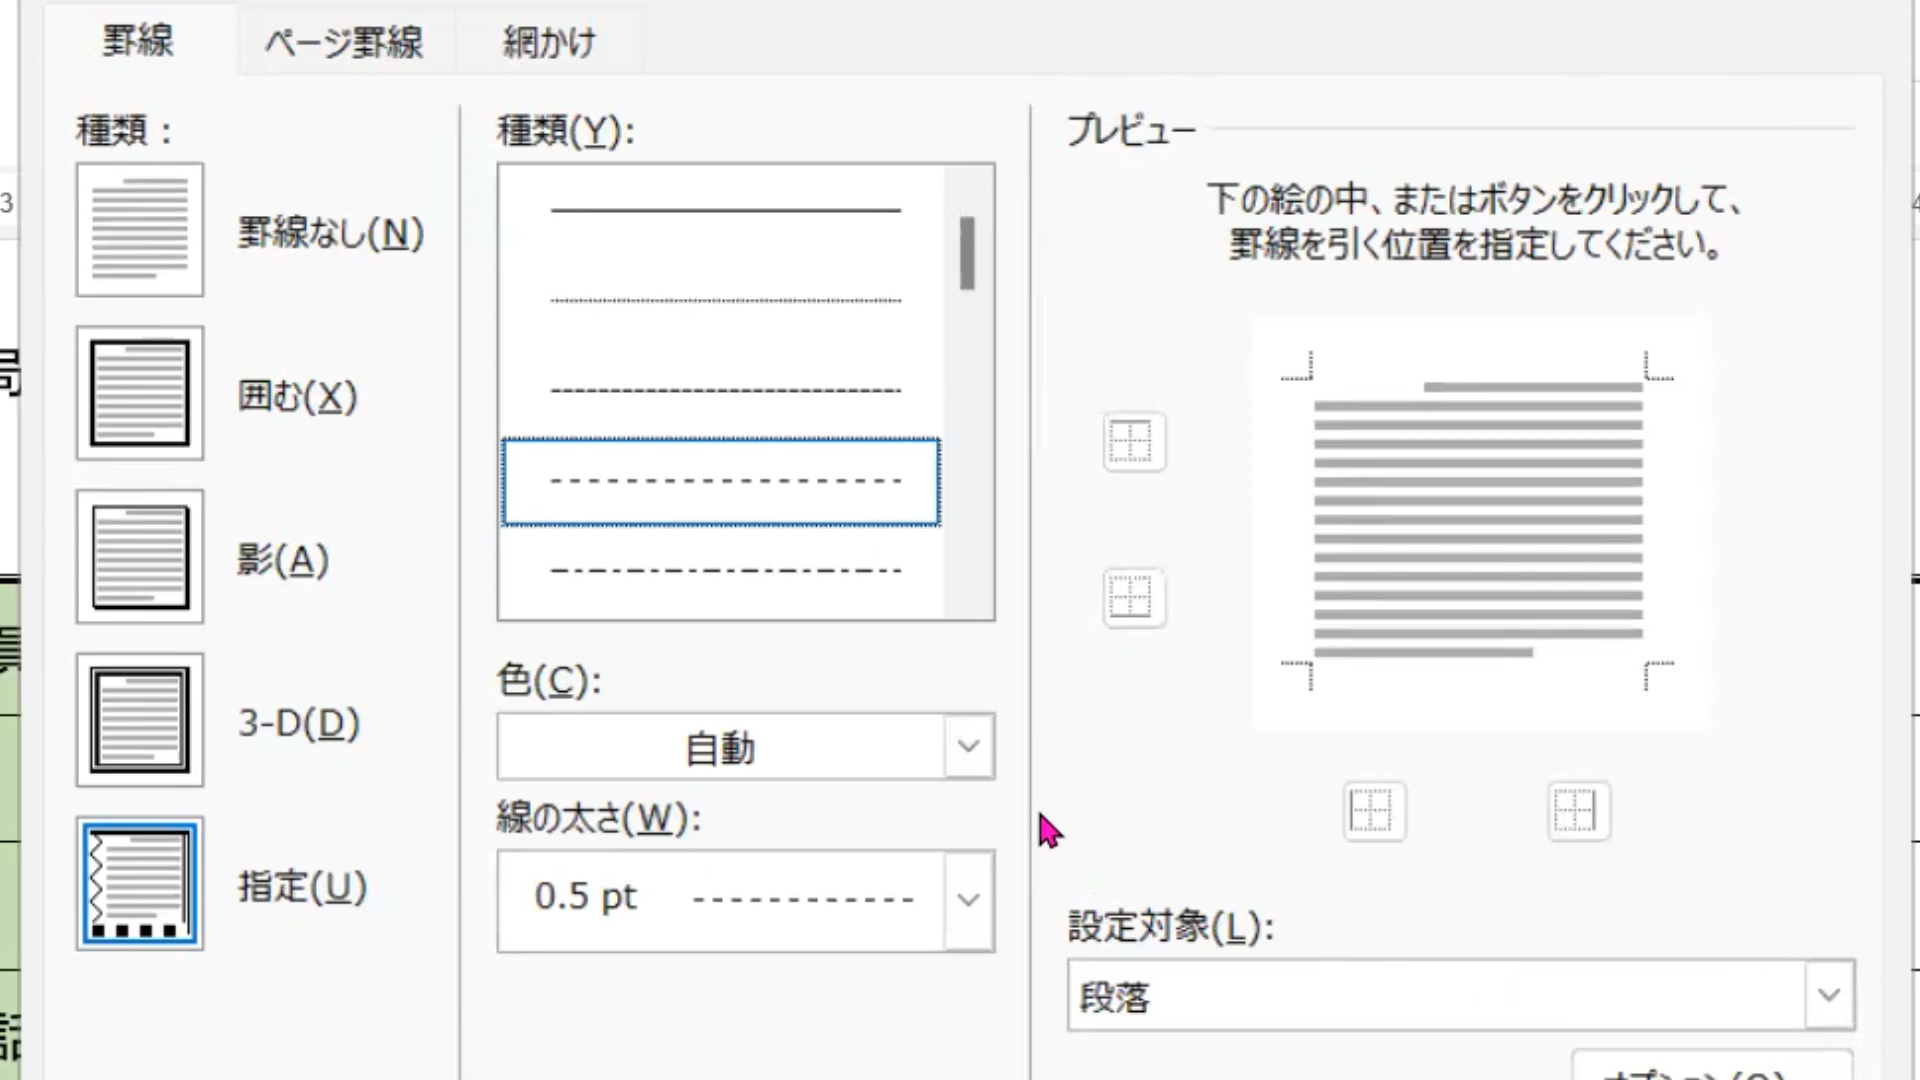 罫線
ページ罫線
網かけ
種類：
罫線なし(N)
囲む(X)
影(A)
3-D(D)
指定(U)
種類(Y):
色(C):
自動
線の太さ(W):
0.5 pt
プレビュー
下の絵の中、またはボタンをクリックして、
罫線を引く位置を指定してください。
設定対象(L):
段落
3